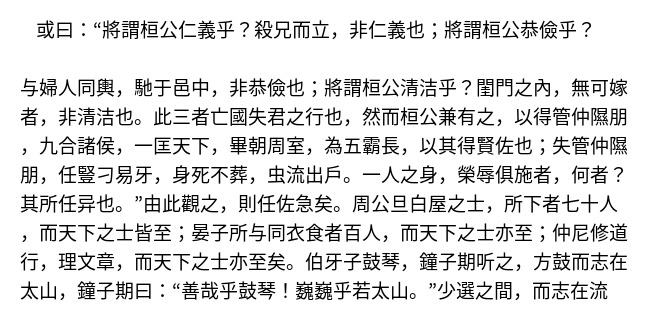 或曰：“將謂桓公仁義乎？殺兄而立，非仁義也；將謂桓公恭儉乎？
与婦人同輿，馳于邑中，非恭儉也；將謂桓公清洁乎？閨門之內，無可嫁
者，非清洁也。此三者亡國失君之行也，然而桓公兼有之，以得管仲隰朋
，九合諸侯，一匡天下，畢朝周室，為五霸長，以其得賢佐也；失管仲隰
朋，任豎刁易牙，身死不葬，虫流出戶。一人之身，榮辱俱施者，何者？
其所任异也。”由此觀之，則任佐急矣。周公旦白屋之士，所下者七十人
，而天下之士皆至；晏子所与同衣食者百人，而天下之士亦至；仲尼修道
行，理文章，而天下之士亦至矣。伯牙子鼓琴，鐘子期听之，方鼓而志在
太山，鐘子期曰：“善哉乎鼓琴！巍巍乎若太山。”少選之間，而志在流